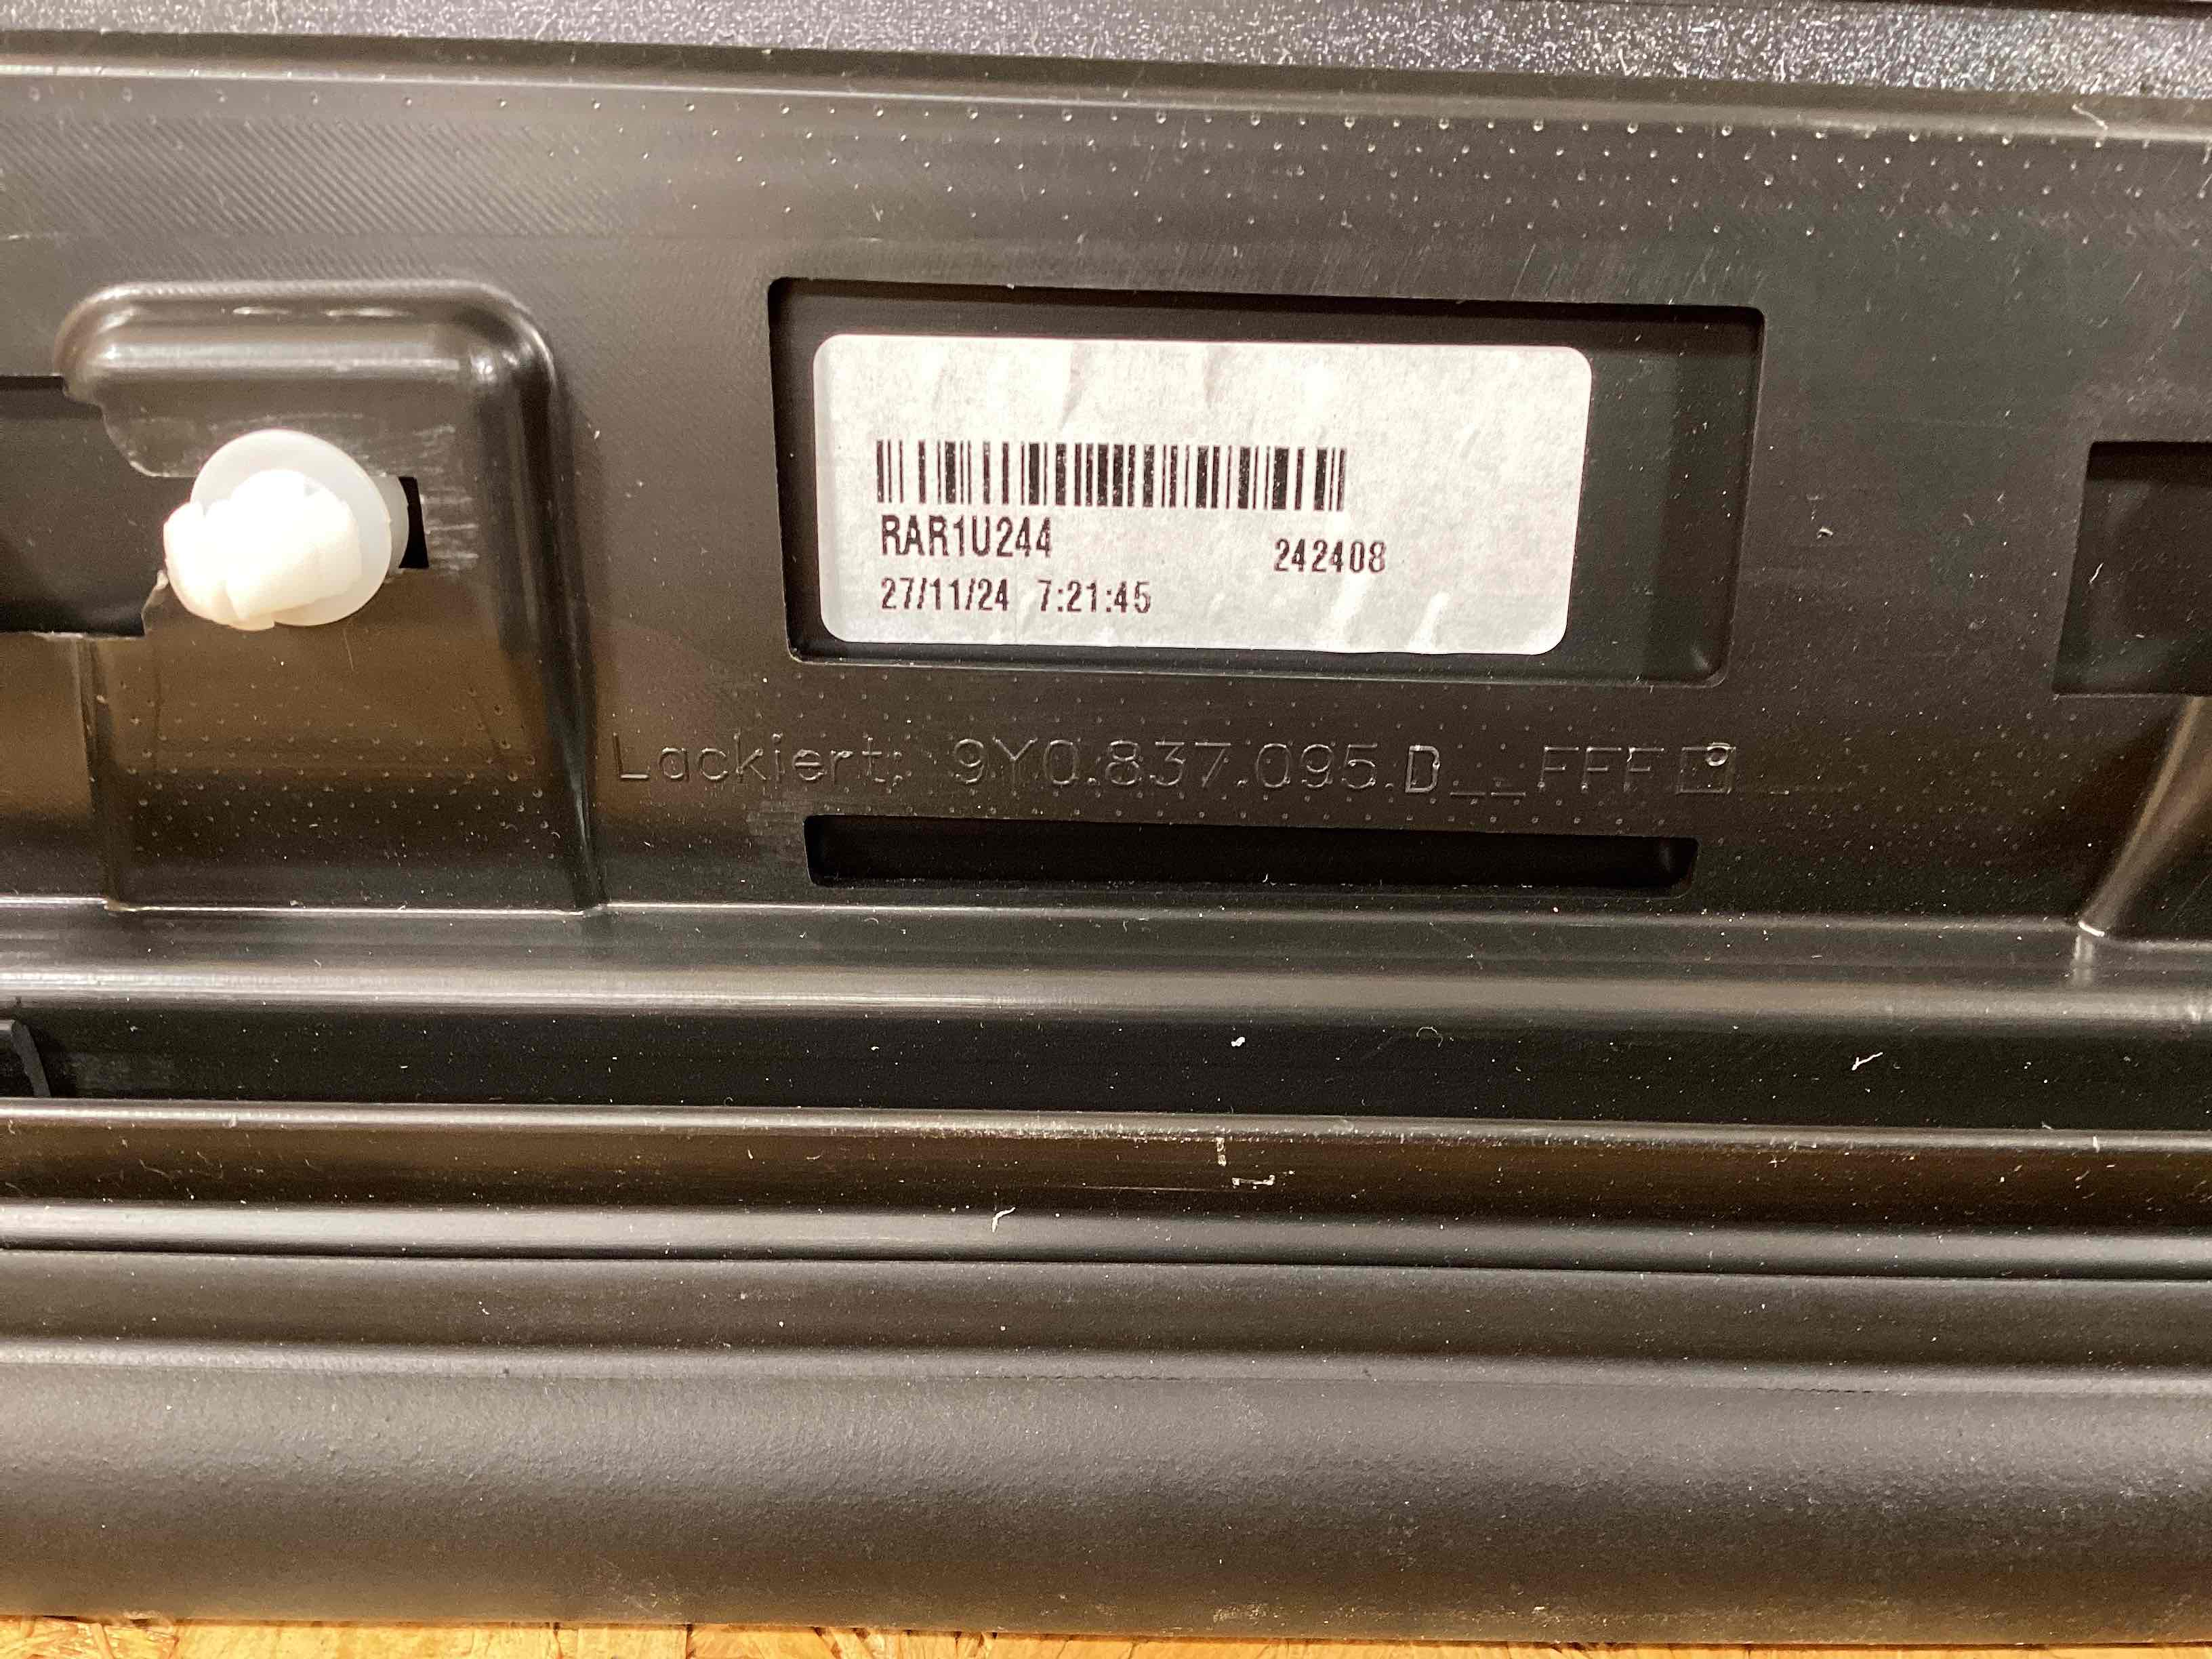 RAR1U244 242408
27/11/24 7:21:45
Lackiert: 9Y0.837.095.D__FFF